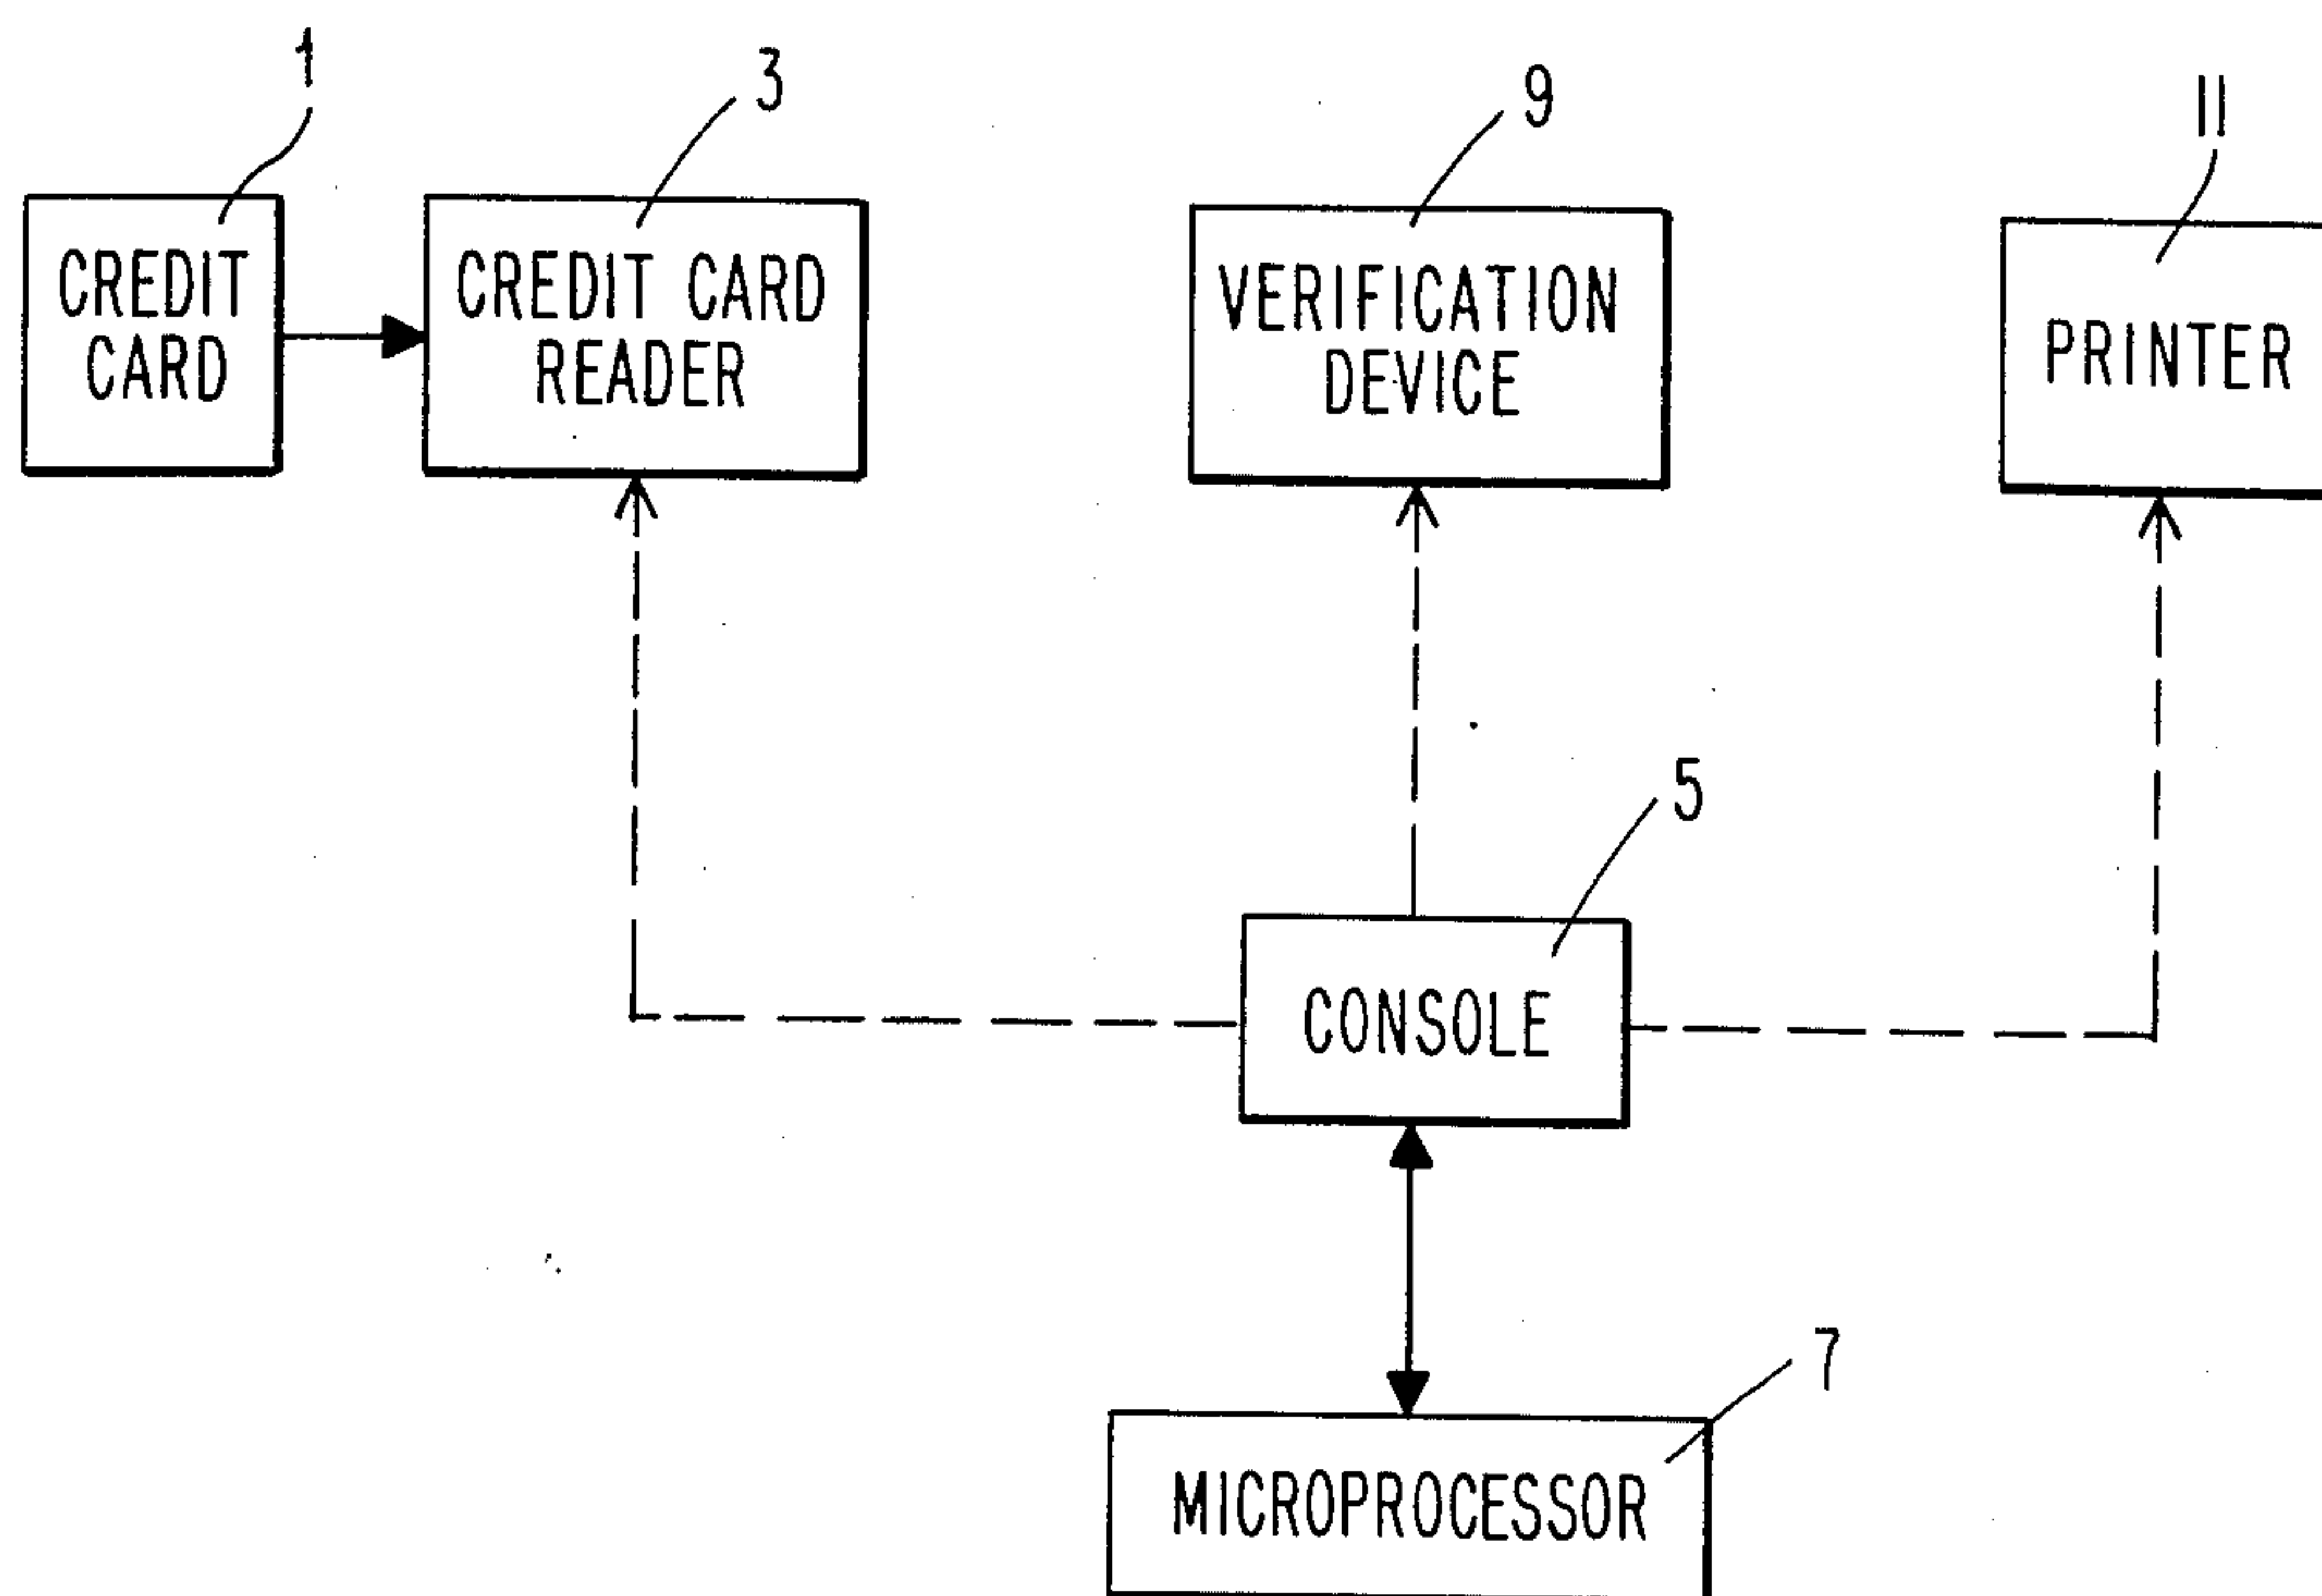 1
3
9
11
CREDIT
CARD
CREDIT CARD
READER
VERIFICATION
DEVICE
PRINTER
5
CONSOLE
7
MICROPROCESSOR